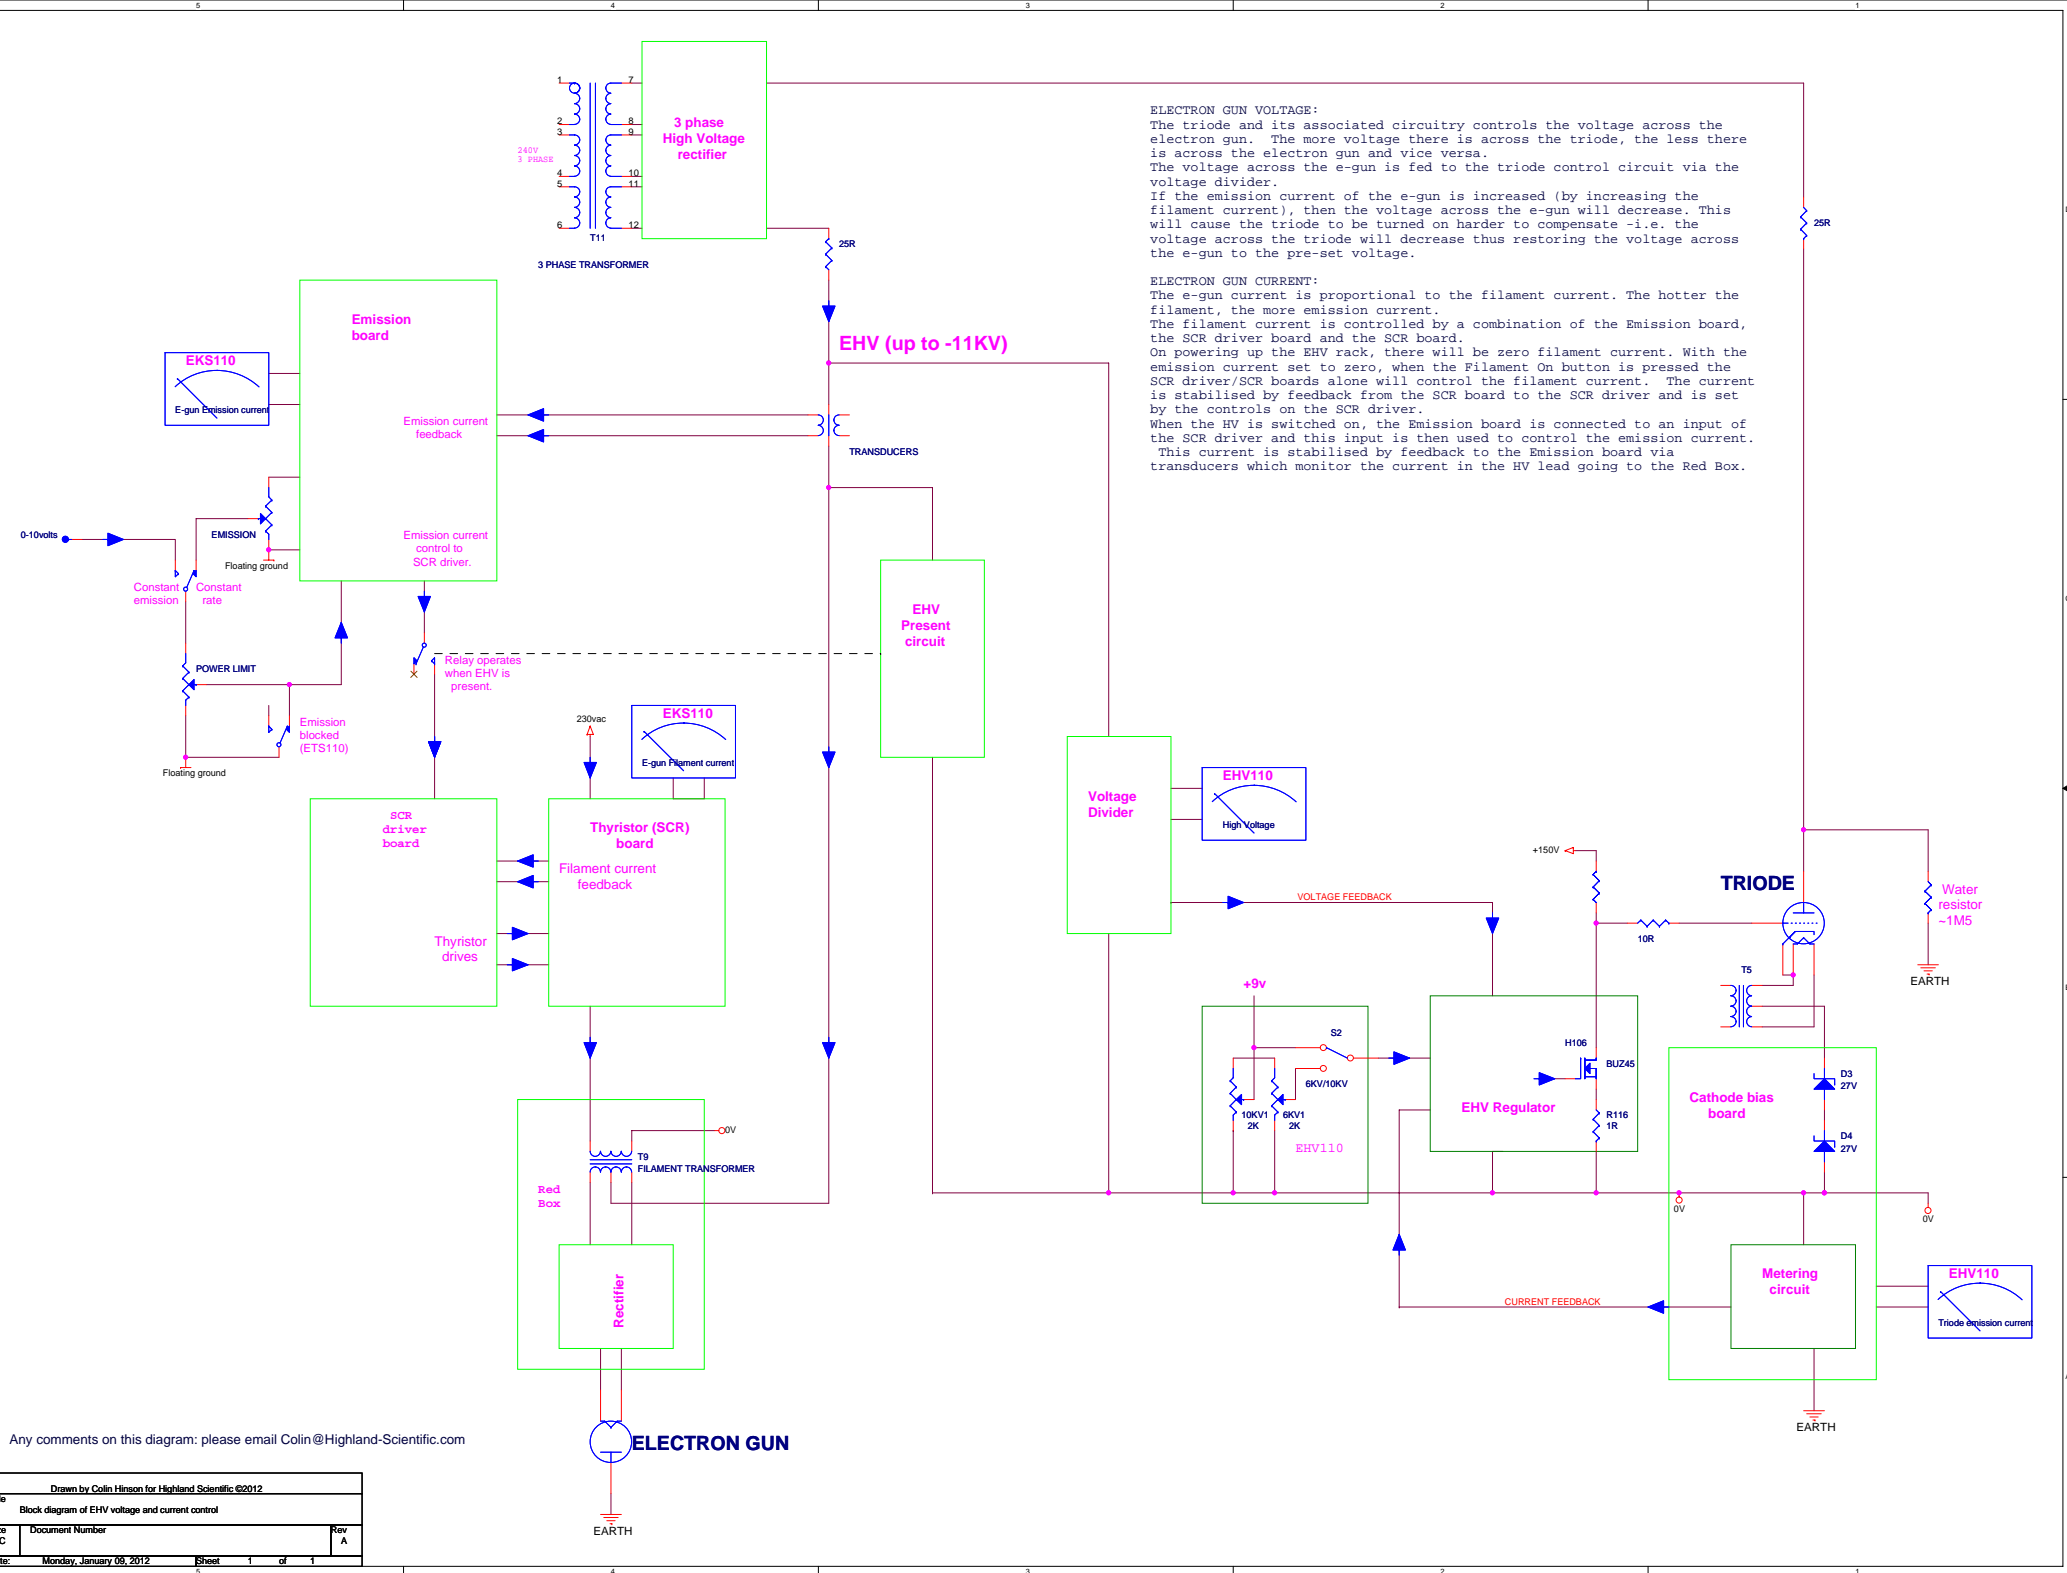 5
4
3
2
1
1
2
3
4
5
6
7
8
9
10
11
12
240V
3 PHASE
T11
3 PHASE TRANSFORMER
3 phase
High Voltage
rectifier
25R
EHV (up to -11KV)
ELECTRON GUN VOLTAGE:
The triode and its associated circuitry controls the voltage across the
electron gun.  The more voltage there is across the triode, the less there
is across the electron gun and vice versa.
The voltage across the e-gun is fed to the triode control circuit via the
voltage divider.
If the emission current of the e-gun is increased (by increasing the
filament current), then the voltage across the e-gun will decrease. This
will cause the triode to be turned on harder to compensate -i.e. the
voltage across the triode will decrease thus restoring the voltage across
the e-gun to the pre-set voltage.
ELECTRON GUN CURRENT:
The e-gun current is proportional to the filament current. The hotter the
filament, the more emission current.
The filament current is controlled by a combination of the Emission board,
the SCR driver board and the SCR board.
On powering up the EHV rack, there will be zero filament current. With the
emission current set to zero, when the Filament On button is pressed the
SCR driver/SCR boards alone will control the filament current.  The current
is stabilised by feedback from the SCR board to the SCR driver and is set
by the controls on the SCR driver.
When the HV is switched on, the Emission board is connected to an input of
the SCR driver and this input is then used to control the emission current.
This current is stabilised by feedback to the Emission board via
transducers which monitor the current in the HV lead going to the Red Box.
25R
Emission
board
EKS110
E-gun Emission current
Emission current
feedback
TRANSDUCERS
0-10volts
EMISSION
Floating ground
Emission current
control to
SCR driver.
Constant
emission
Constant
rate
POWER LIMIT
Emission
blocked
(ETS110)
Floating ground
Relay operates
when EHV is
present.
EHV
Present
circuit
230vac
EKS110
E-gun Filament current
SCR
driver
board
Thyristor (SCR)
board
Filament current
feedback
Thyristor
drives
Voltage
Divider
EHV110
High Voltage
VOLTAGE FEEDBACK
+150V
10R
TRIODE
Water
resistor
~1M5
EARTH
T5
+9v
S2
6KV/10KV
10KV1
2K
6KV1
2K
EHV110
H106
BUZ45
EHV Regulator
R116
1R
Cathode bias
board
D3
27V
D4
27V
0V
0V
Red
Box
0V
T9
FILAMENT TRANSFORMER
Rectifier
CURRENT FEEDBACK
Metering
circuit
EHV110
Triode emission current
EARTH
ELECTRON GUN
EARTH
Any comments on this diagram: please email Colin@Highland-Scientific.com
Drawn by Colin Hinson for Highland Scientific ©2012
Block diagram of EHV voltage and current control
Document Number
Rev
C
A
Monday, January 09, 2012
Sheet 1 of 1
5
4
3
2
1